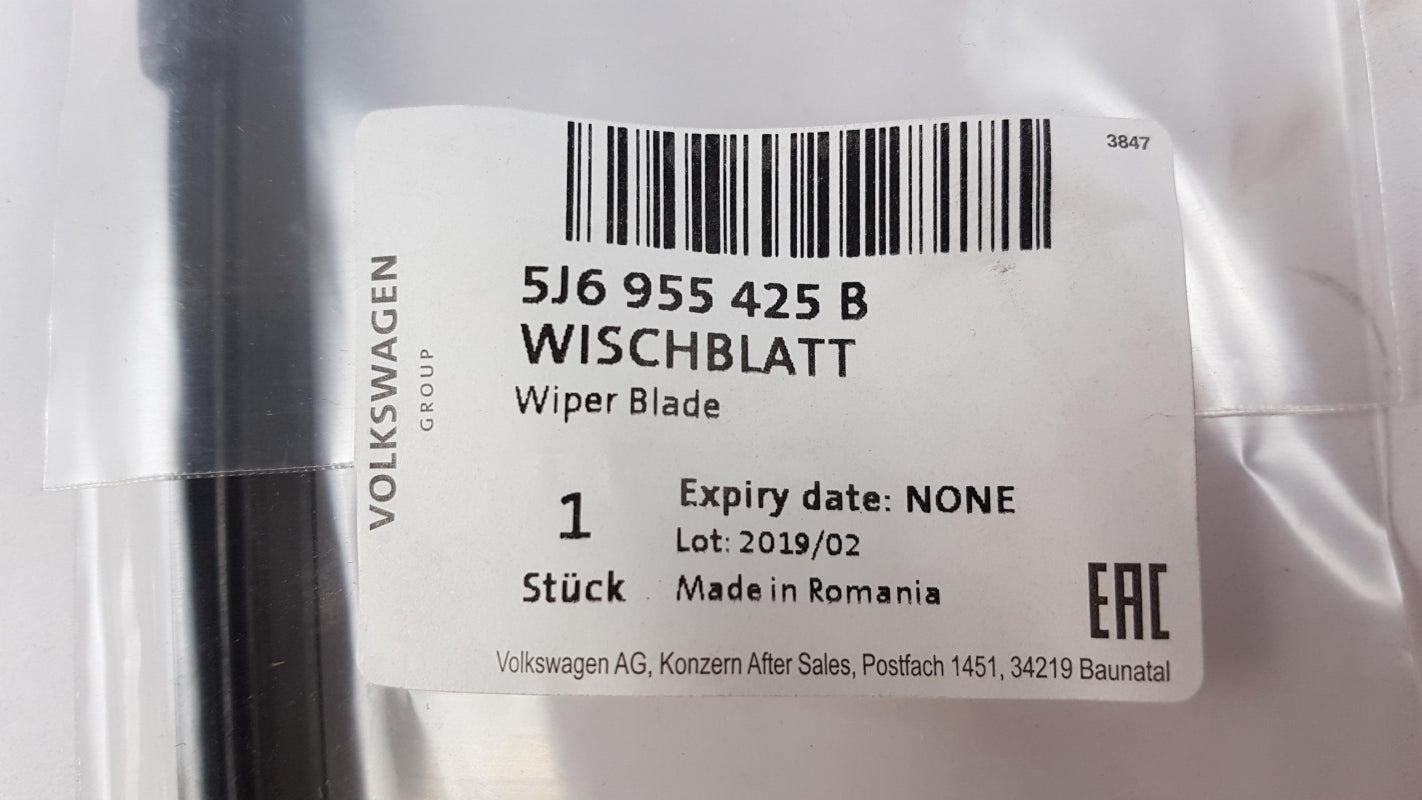 3847
VOLKSWAGEN
GROUP
5J6 955 425 B
WISCHBLATT
Wiper Blade
1
Stück
Expiry date: NONE
Lot: 2019/02
Made in Romania
EAC
Volkswagen AG, Konzern After Sales, Postfach 1451, 34219 Baunatal